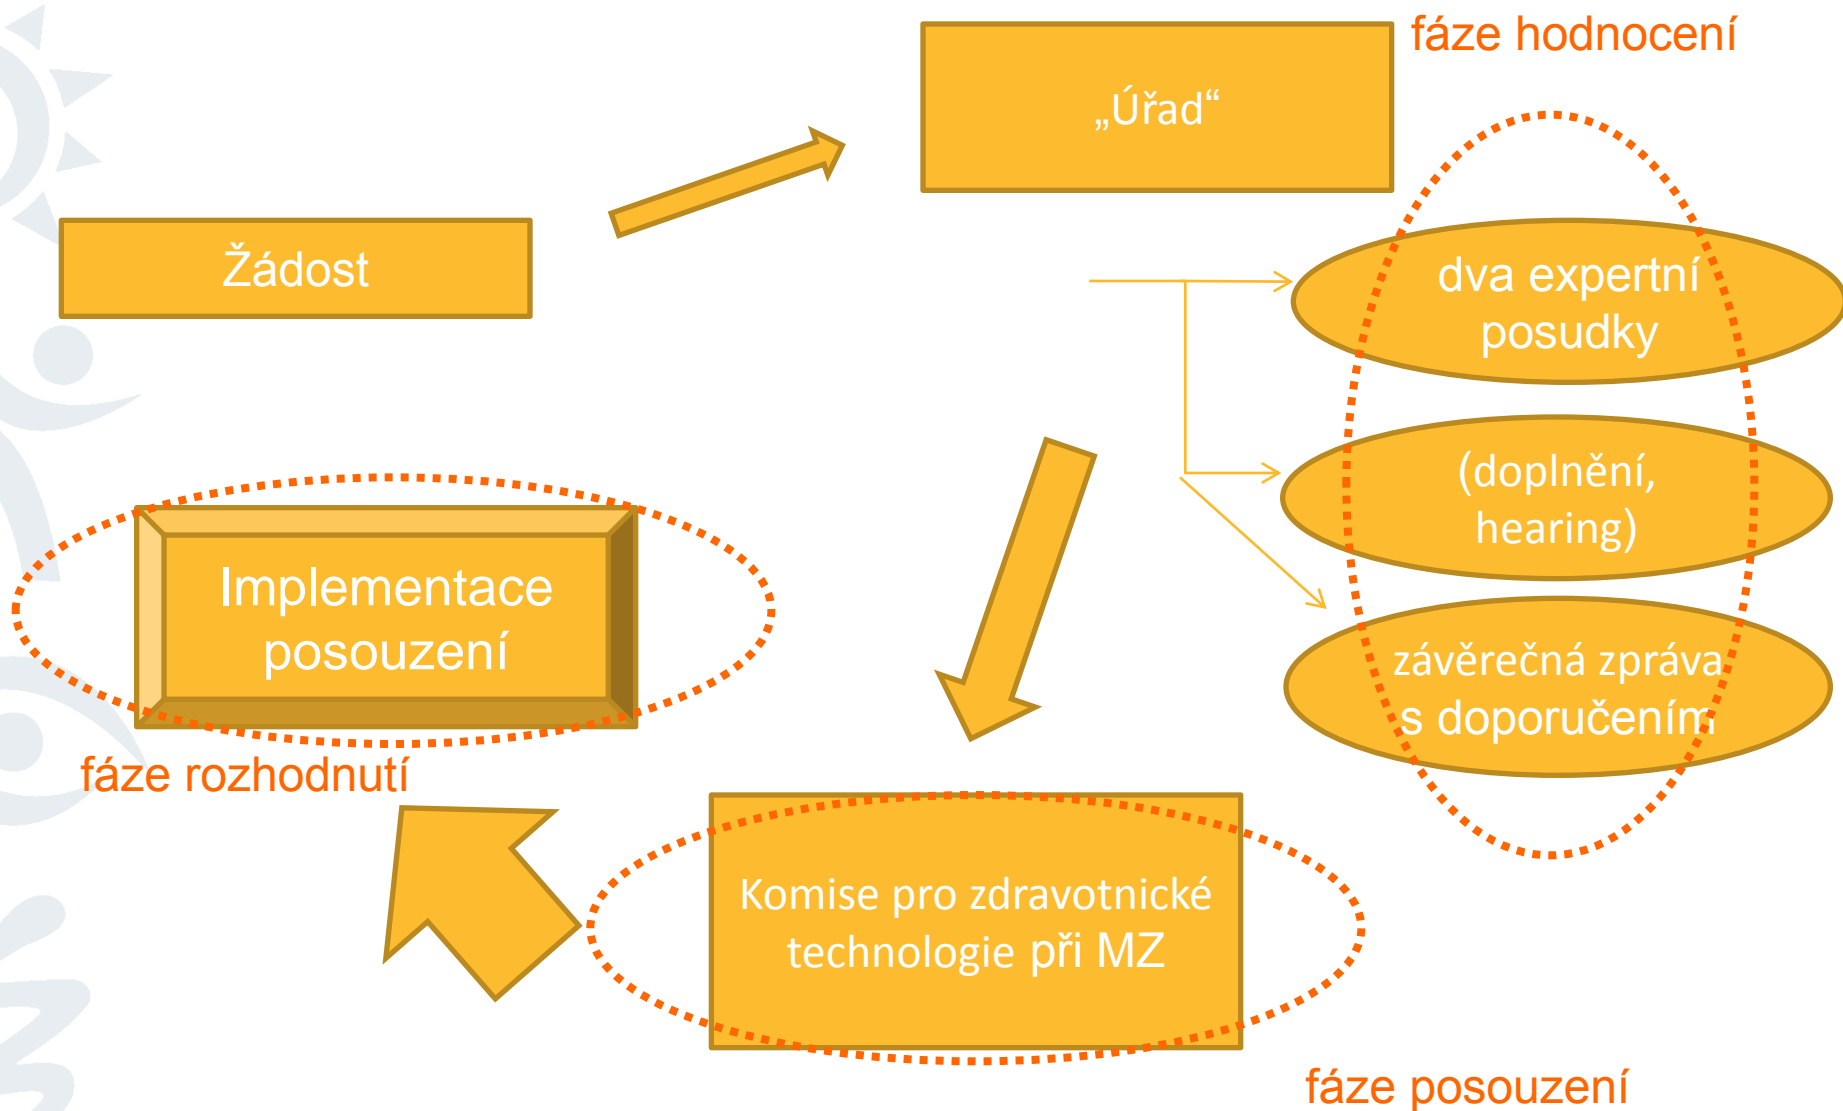 fáze hodnocení
„Úřad“
Žádost
dva expertní
posudky
(doplnění,
hearing)
Implementace
posouzení
závěrečná zpráva
s doporučením
fáze rozhodnutí
Komise pro zdravotnické
technologie při MZ
fáze posouzení